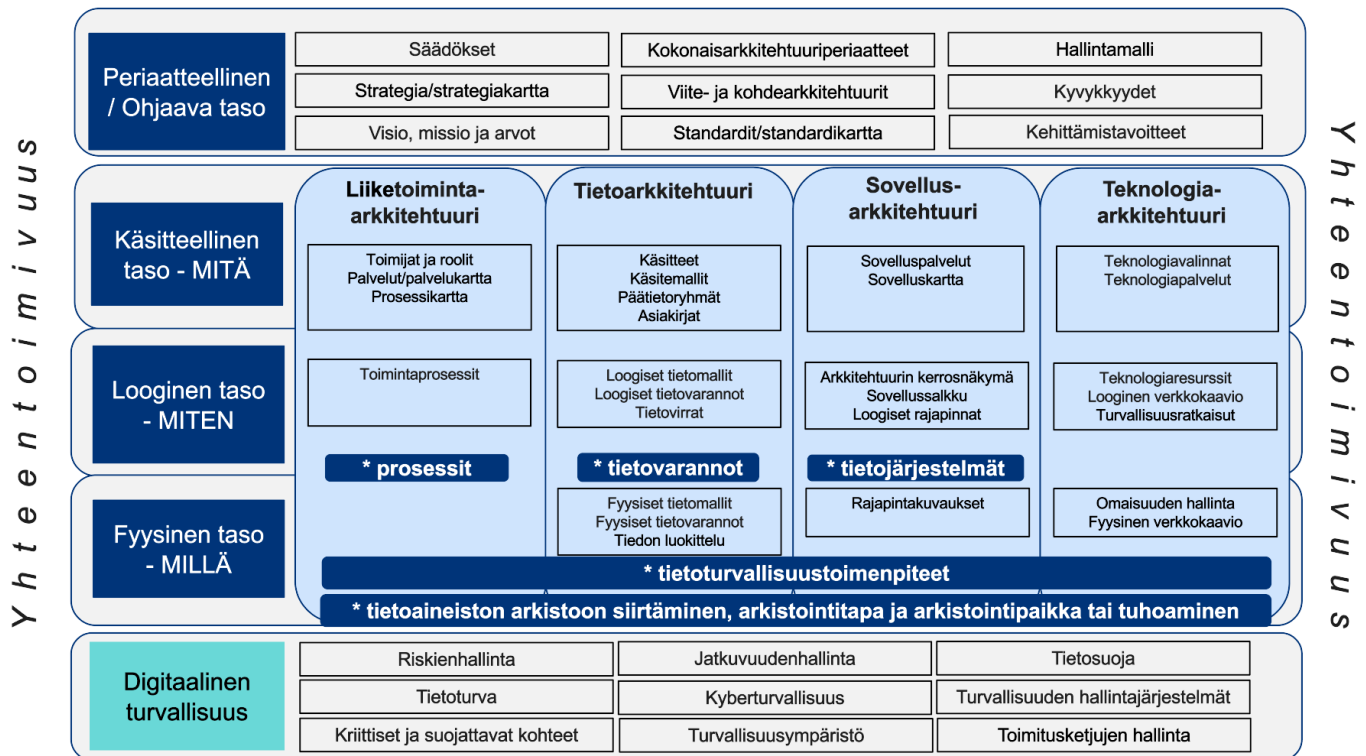 Yhteentoimivuus
Periaatteellinen
/ Ohjaava taso
Säädökset
Kokonaisarkkitehtuuriperiaatteet
Hallintamalli
Strategia/strategiakartta
Viite- ja kohdearkkitehtuurit
Kyvykkyydet
Visio, missio ja arvot
Standardit/standardikartta
Kehittämistavoitteet
Liiketoiminta-
arkkitehtuuri
Tietoarkkitehtuuri
Sovellus-
arkkitehtuuri
Teknologia-
arkkitehtuuri
Käsitteellinen
taso - MITÄ
Toimijat ja roolit
Palvelut/palvelukartta
Prosessikartta
Käsitteet
Käsitemallit
Päätietoryhmät
Asiakirjat
Sovelluspalvelut
Sovelluskartta
Teknologiavalinnat
Teknologiapalvelut
Looginen taso
- MITEN
Toimintaprosessit
Loogiset tietomallit
Loogiset tietovarannot
Tietovirrat
Arkkitehtuurin kerrosnäkymä
Sovellussalkku
Loogiset rajapinnat
Teknologiaresurssit
Looginen verkkokaavio
Turvallisuusratkaisut
* prosessit
* tietovarannot
* tietojärjestelmät
Fyysinen taso
- MILLÄ
Fyysiset tietomallit
Fyysiset tietovarannot
Tiedon luokittelu
Rajapintakuvaukset
Omaisuuden hallinta
Fyysinen verkkokaavio
* tietoturvallisuustoimenpiteet
* tietoaineiston arkistoon siirtäminen, arkistointitapa ja arkistointipaikka tai tuhoaminen
Digitaalinen
turvallisuus
Riskienhallinta
Jatkuvuudenhallinta
Tietosuoja
Tietoturva
Kyberturvallisuus
Turvallisuuden hallintajärjestelmät
Kriittiset ja suojattavat kohteet
Turvallisuusympäristö
Toimitusketjujen hallinta
Yhteentoimivuus